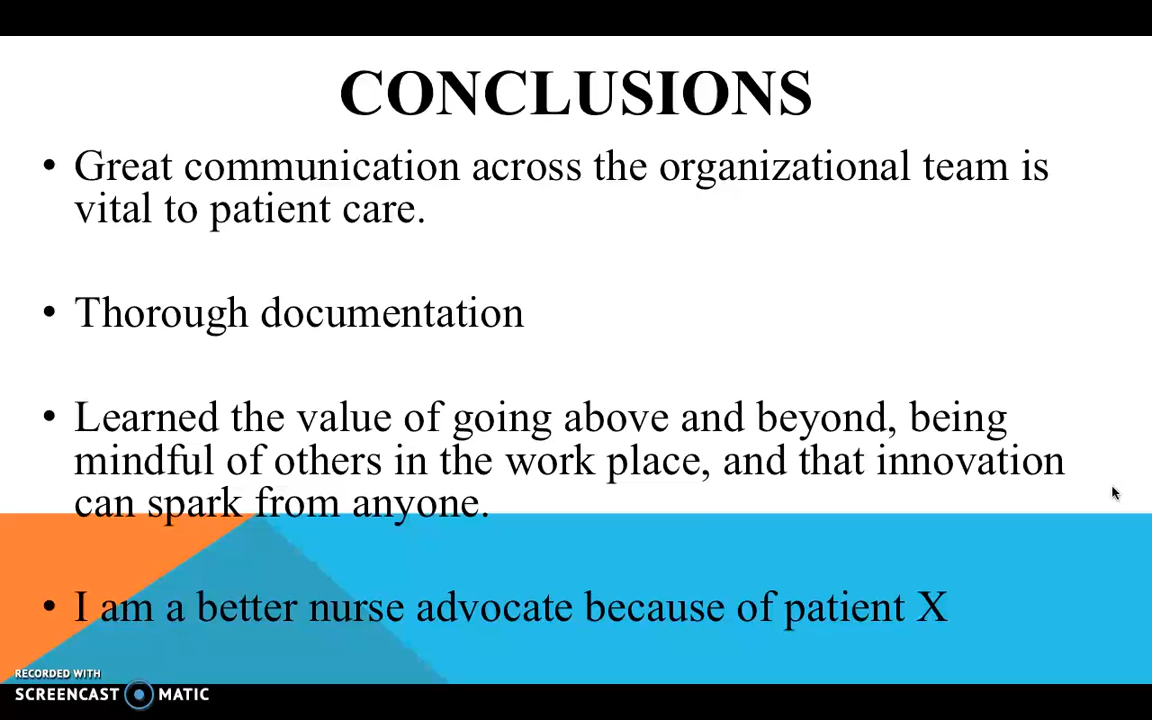 CONCLUSIONS
• Great communication across the organizational team is
vital to patient care.
• Thorough documentation
• Learned the value of going above and beyond, being
mindful of others in the work place, and that innovation
can spark from anyone.
• I am a better nurse advocate because of patient X
RECORDED WITH
SCREENCAST MATIC